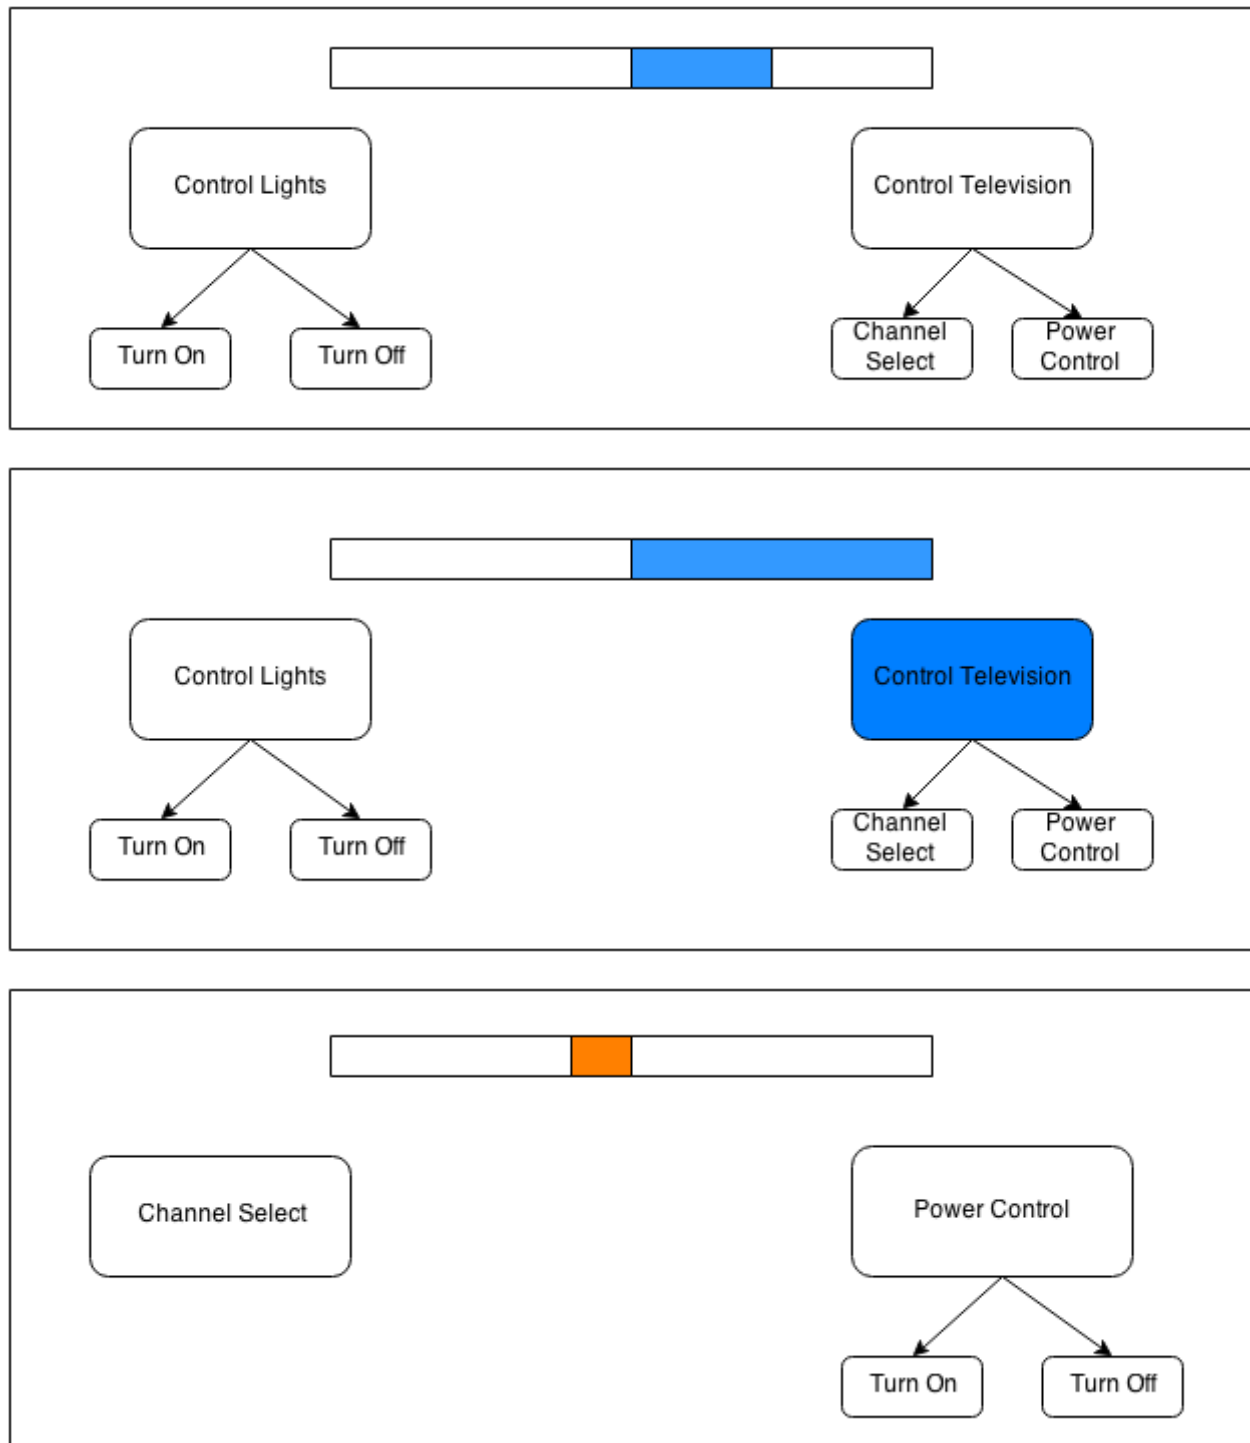 Control Lights
Control Television
Turn On
Turn Off
Channel
Select
Power
Control
Control Lights
Control Television
Turn On
Turn Off
Channel
Select
Power
Control
Channel Select
Power Control
Turn On
Turn Off